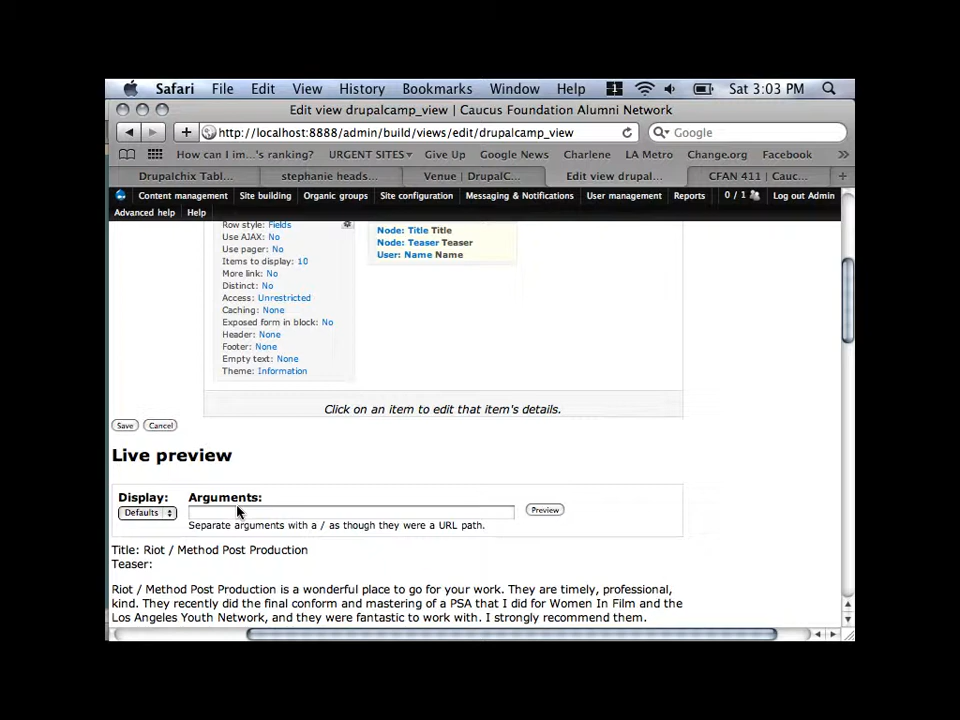 Safari File Edit View History Bookmarks Window Help 1 Sat 3:03 PM
Edit view drupalcamp_view | Caucus Foundation Alumni Network
http://localhost:8888/admin/build/views/edit/drupalcamp_view Google
How can I im...'s ranking? URGENT SITES Give Up Google News Charlene LA Metro Change.org Facebook
Drupalchix Tabl... stephanie heads... Venue | DrupalC... Edit view drupal... CFAN 411 | Cauc...
Content management Site building Organic groups Site configuration Messaging & Notifications User management Reports 0 / 1 Log out Admin
Advanced help Help
Row style: Fields
Use AJAX: No
Use pager: No
Items to display: 10
More link: No
Distinct: No
Access: Unrestricted
Caching: None
Exposed form in block: No
Header: None
Footer: None
Empty text: None
Theme: Information
Node: Title Title
Node: Teaser Teaser
User: Name Name
Click on an item to edit that item's details.
Save Cancel
Live preview
Display: Arguments:
Defaults Preview
Separate arguments with a / as though they were a URL path.
Title: Riot / Method Post Production
Teaser:
Riot / Method Post Production is a wonderful place to go for your work. They are timely, professional,
kind. They recently did the final conform and mastering of a PSA that I did for Women In Film and the
Los Angeles Youth Network, and they were fantastic to work with. I strongly recommend them.